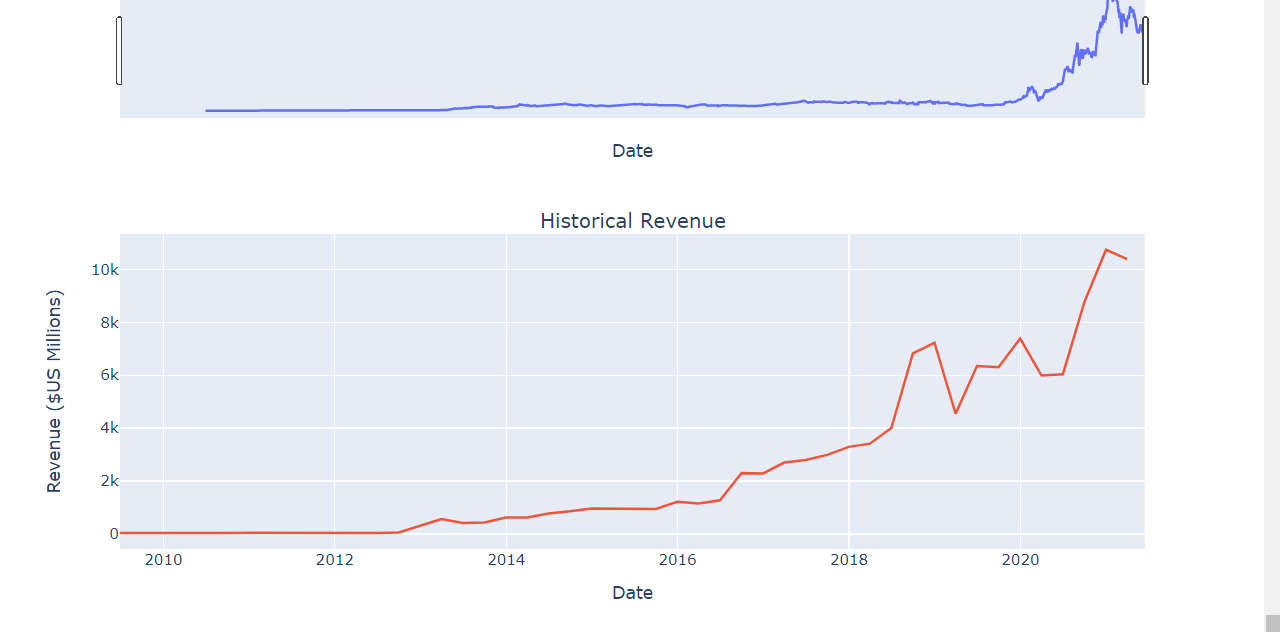 Date
Historical Revenue
Revenue ($US Millions)
10k
8k
6k
4k
2k
0
2010 2012 2014 2016 2018 2020
Date